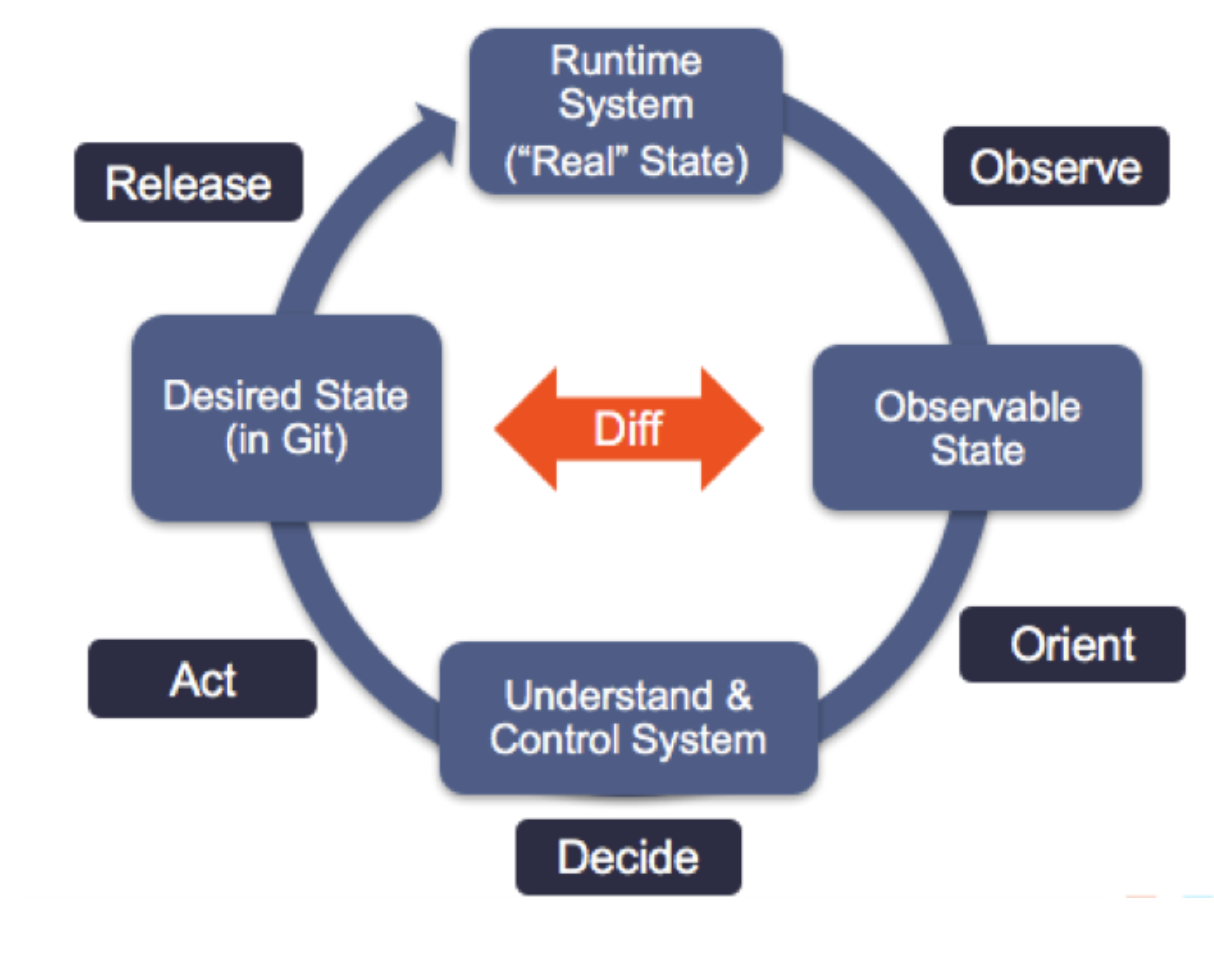 Runtime
System
(“Real” State)
Release
Observe
Desired State
(in Git)
Diff
Observable
State
Act
Orient
Understand &
Control System
Decide